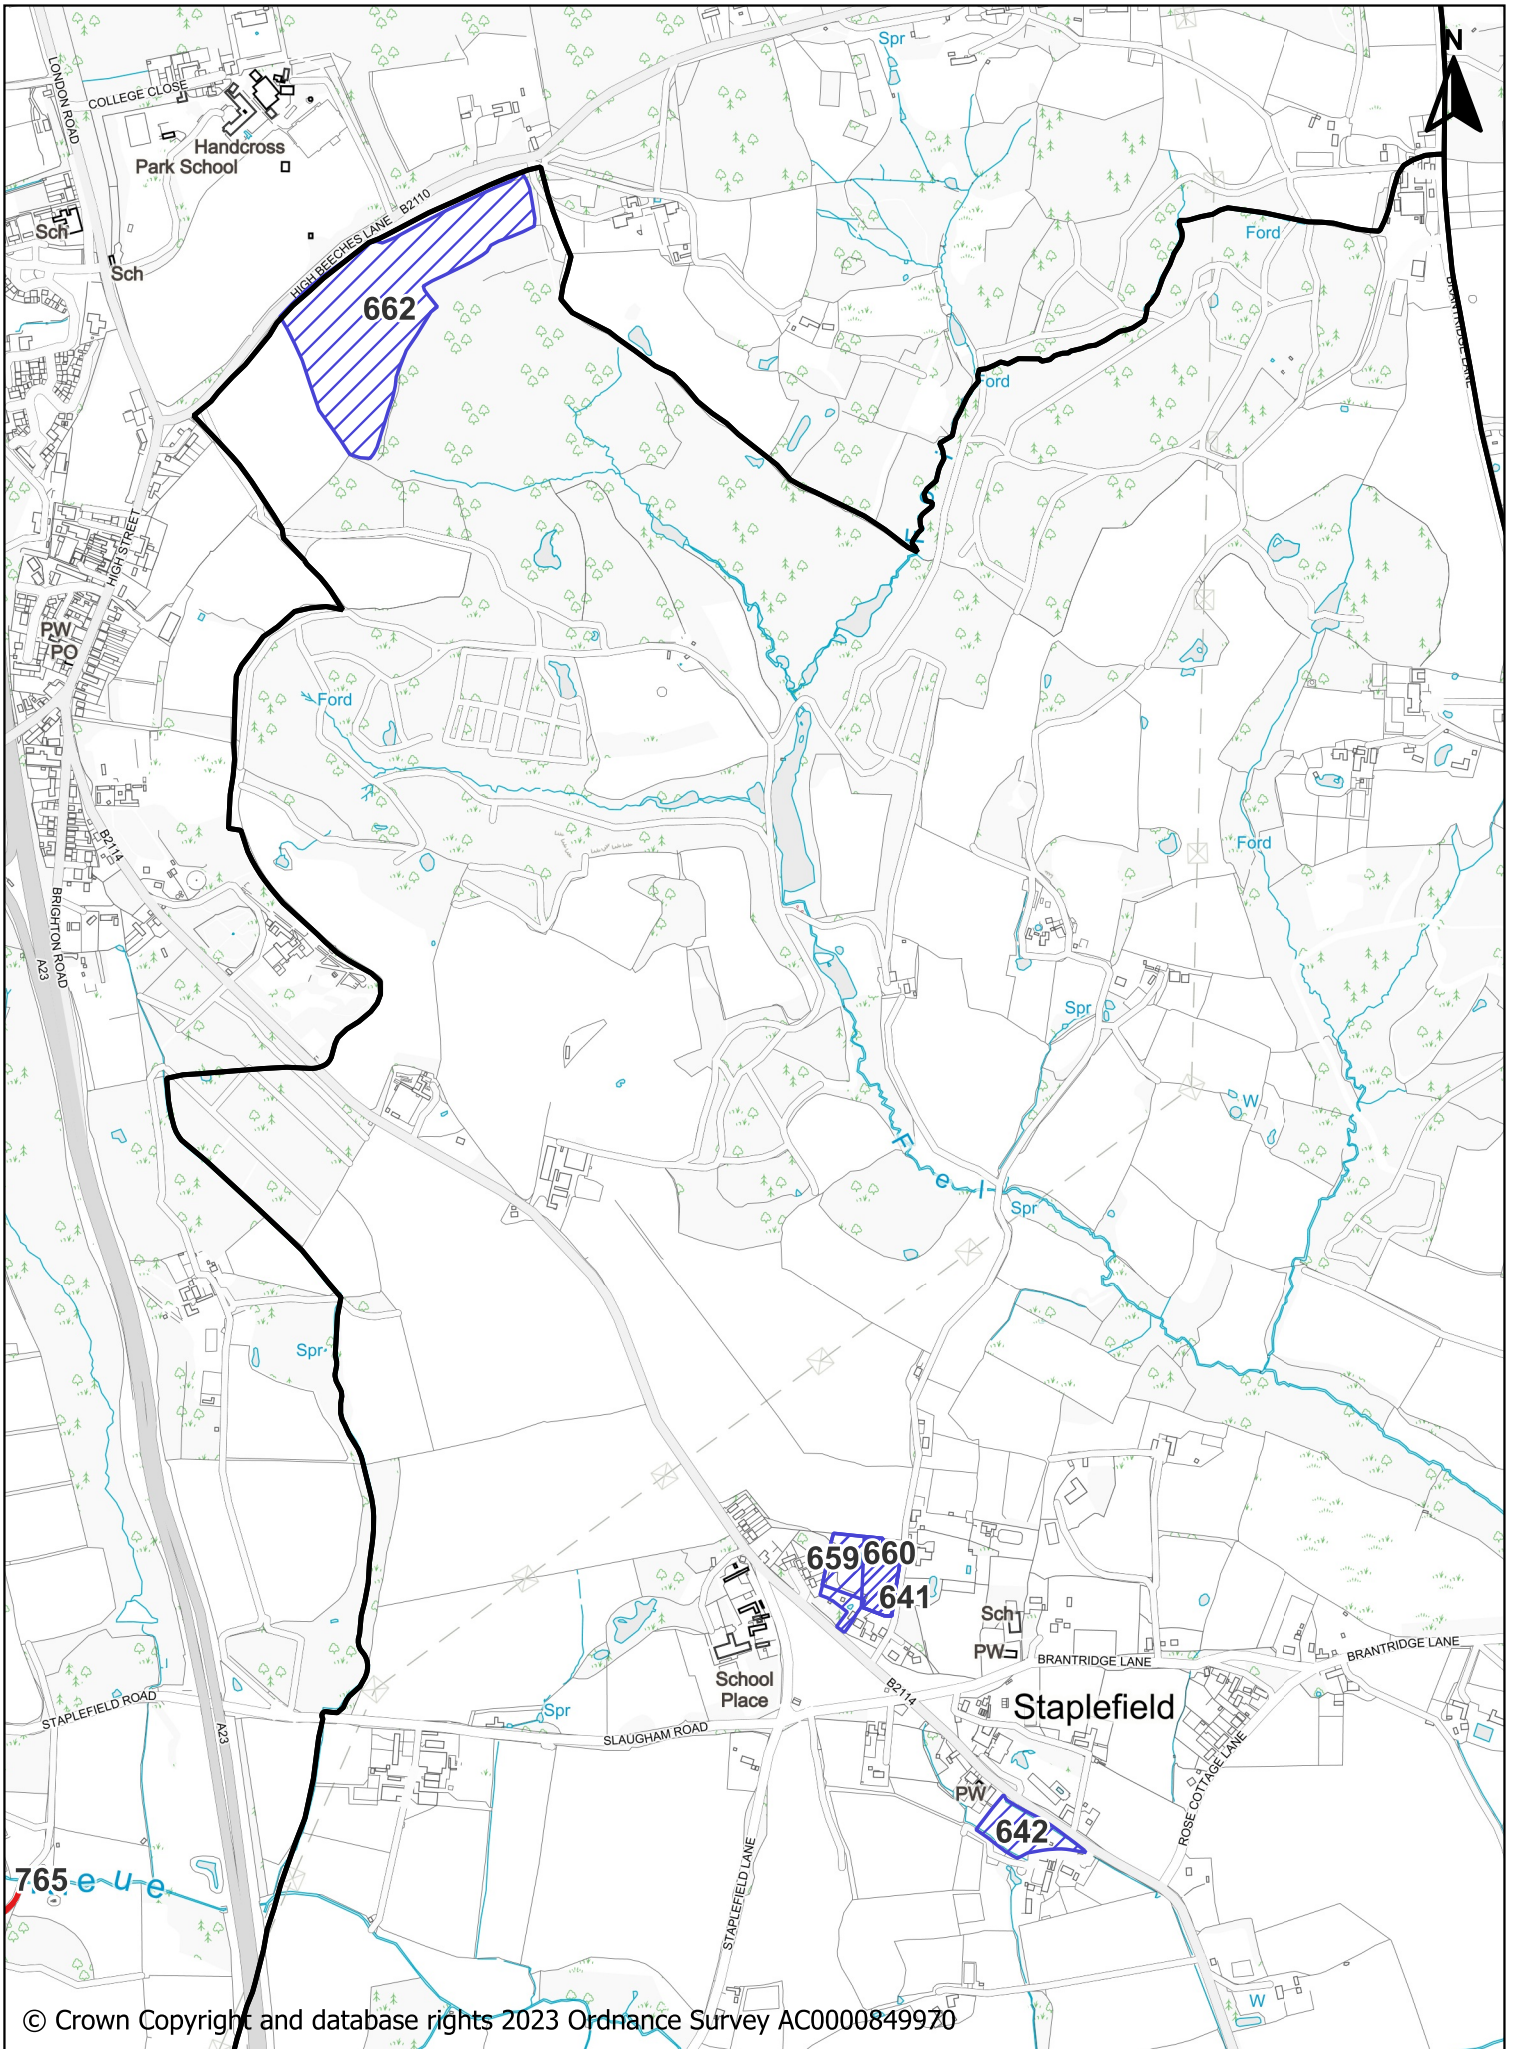 N
Spr
LONDON ROAD
COLLEGE CLOSE
Handcross
Park School
Sch
Sch
HIGH BEECHES LANE
B2110
662
Ford
Ford
BRANTRIDGE LANE
HIGH STREET
PW
PO
Ford
Ford
B2114
BRIGHTON ROAD
A23
Spr
W
F e l
Spr
Spr
659
660
641
Sch
PW
BRANTRIDGE LANE
BRANTRIDGE LANE
School
Place
B2114
Staplefield
STAPLEFIELD ROAD
A23
Spr
SLAUGHAM ROAD
ROSE COTTAGE LANE
PW
642
STAPLEFIELD LANE
765
e u e
W
© Crown Copyright and database rights 2023 Ordnance Survey AC0000849970